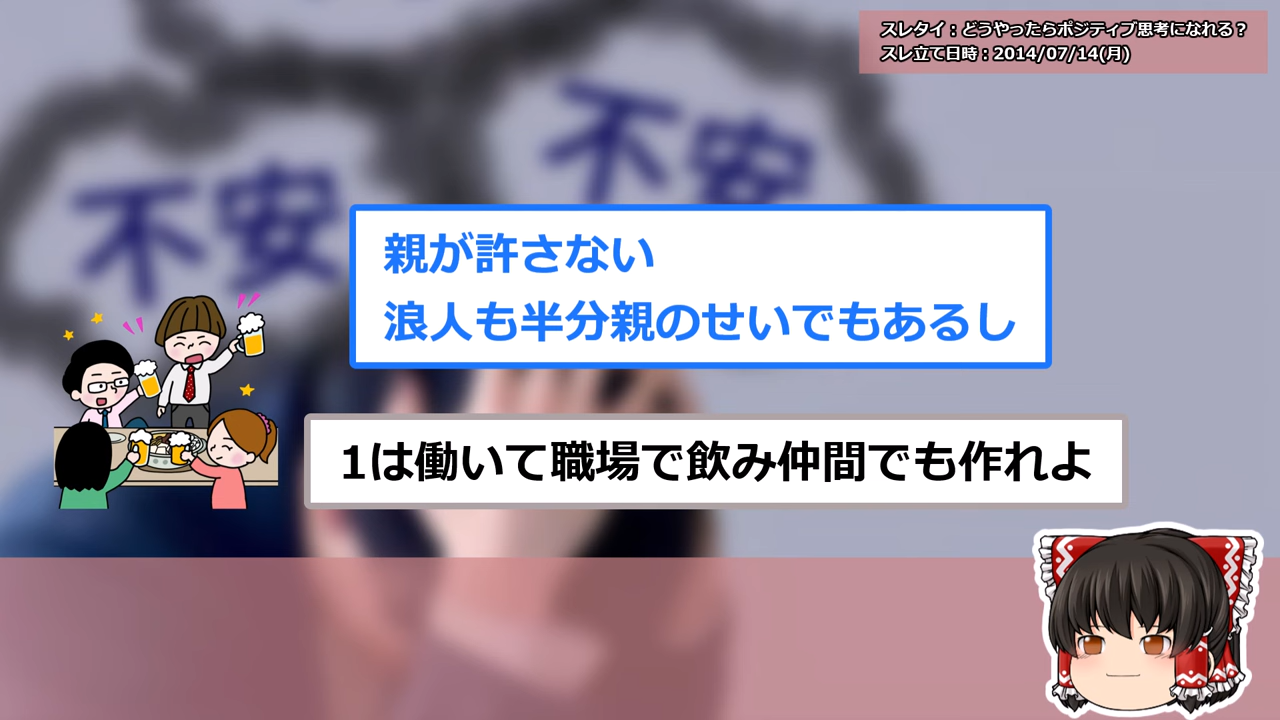 スレタイ：どうやったらポジティブ思考になれる？
スレ立て日時：2014/07/14(月)
不安
不安
親が許さない
浪人も半分親のせいでもあるし
1は働いて職場で飲み仲間でも作れよ